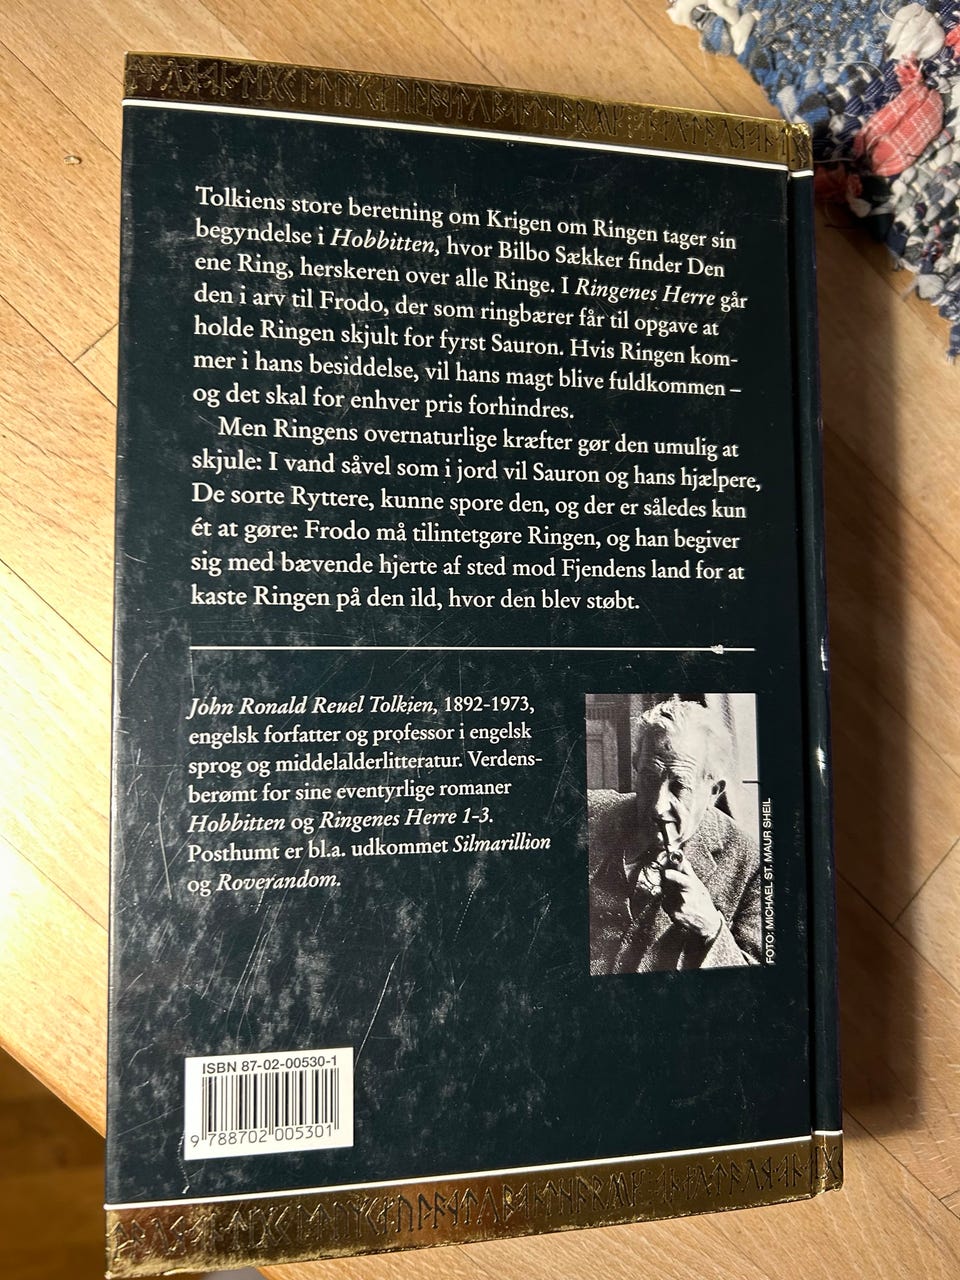 Tolkiens store beretning om Krigen om Ringen tager sin
begyndelse i Hobbitten, hvor Bilbo Sækker finder Den
ene Ring, herskeren over alle Ringe. I Ringenes Herre går
den i arv til Frodo, der som ringbærer får til opgave at
holde Ringen skjult for fyrst Sauron. Hvis Ringen kom-
mer i hans besiddelse, vil hans magt blive fuldkommen –
og det skal for enhver pris forhindres.
Men Ringens overnaturlige kræfter gør den umulig at
skjule: I vand såvel som i jord vil Sauron og hans hjælpere,
De sorte Ryttere, kunne spore den, og der er således kun
ét at gøre: Frodo må tilintetgøre Ringen, og han begiver
sig med bævende hjerte af sted mod Fjendens land for at
kaste Ringen på den ild, hvor den blev støbt.
John Ronald Reuel Tolkien, 1892-1973,
engelsk forfatter og professor i engelsk
sprog og middelalderlitteratur. Verdens-
berømt for sine eventyrlige romaner
Hobbitten og Ringenes Herre 1-3.
Posthumt er bl.a. udkommet Silmarillion
og Roverandom.
FOTO: MICHAEL ST. MAUR SHEIL
ISBN 87-02-00530-1
9 788702 005301